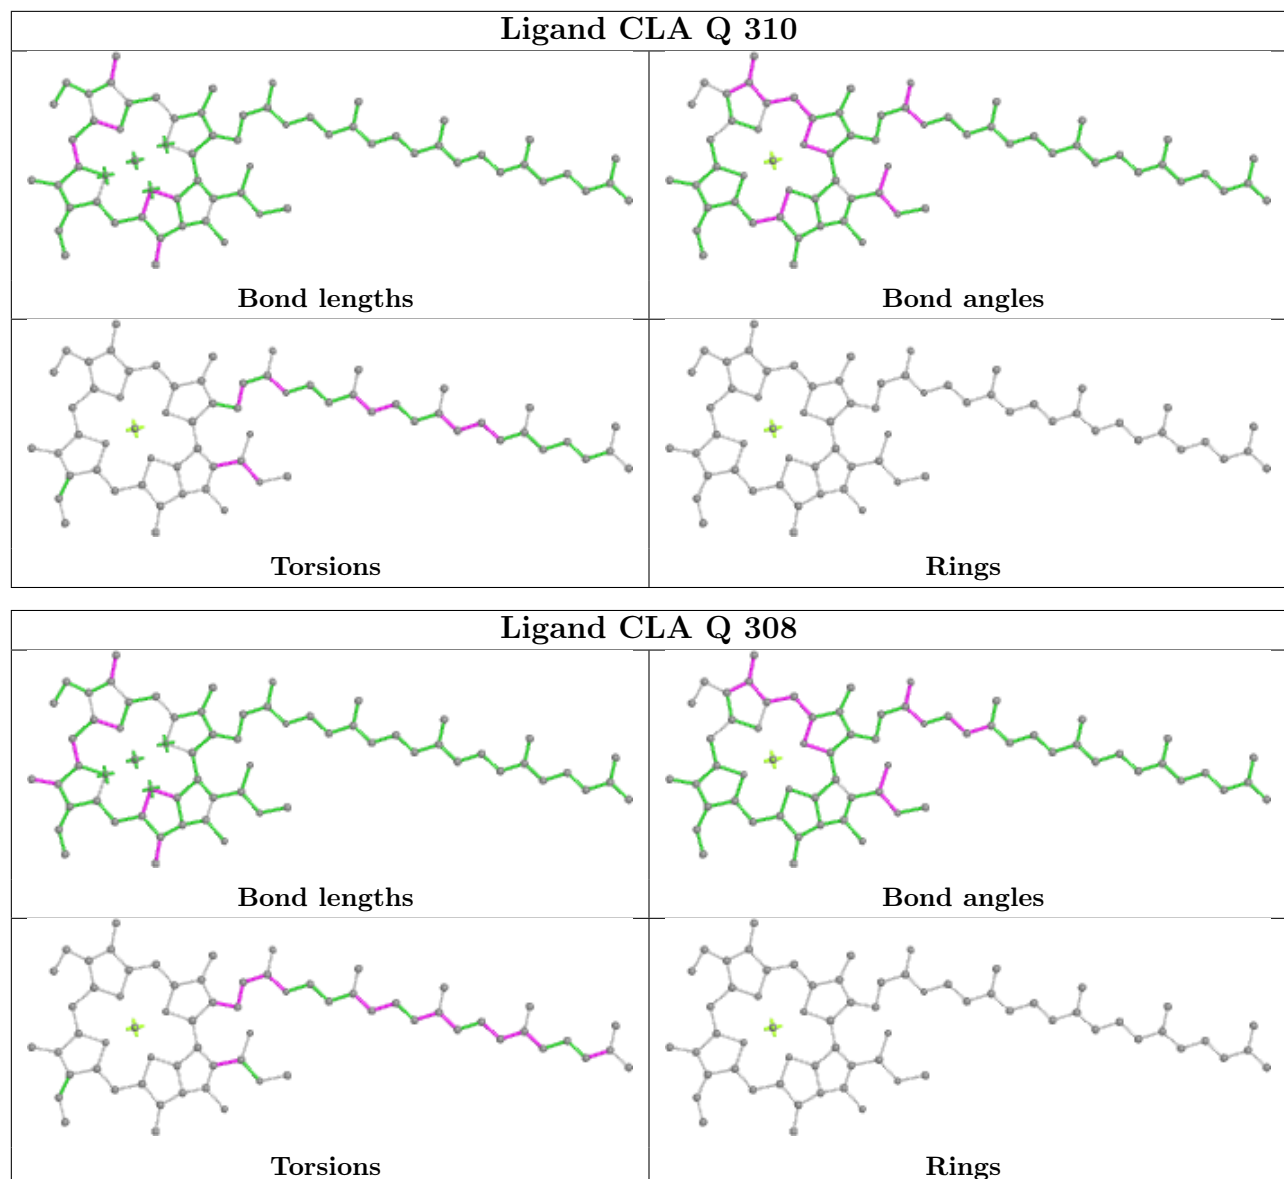 Ligand CLA Q 310
Bond lengths
Bond angles
Torsions
Rings
Ligand CLA Q 308
Bond lengths
Bond angles
Torsions
Rings